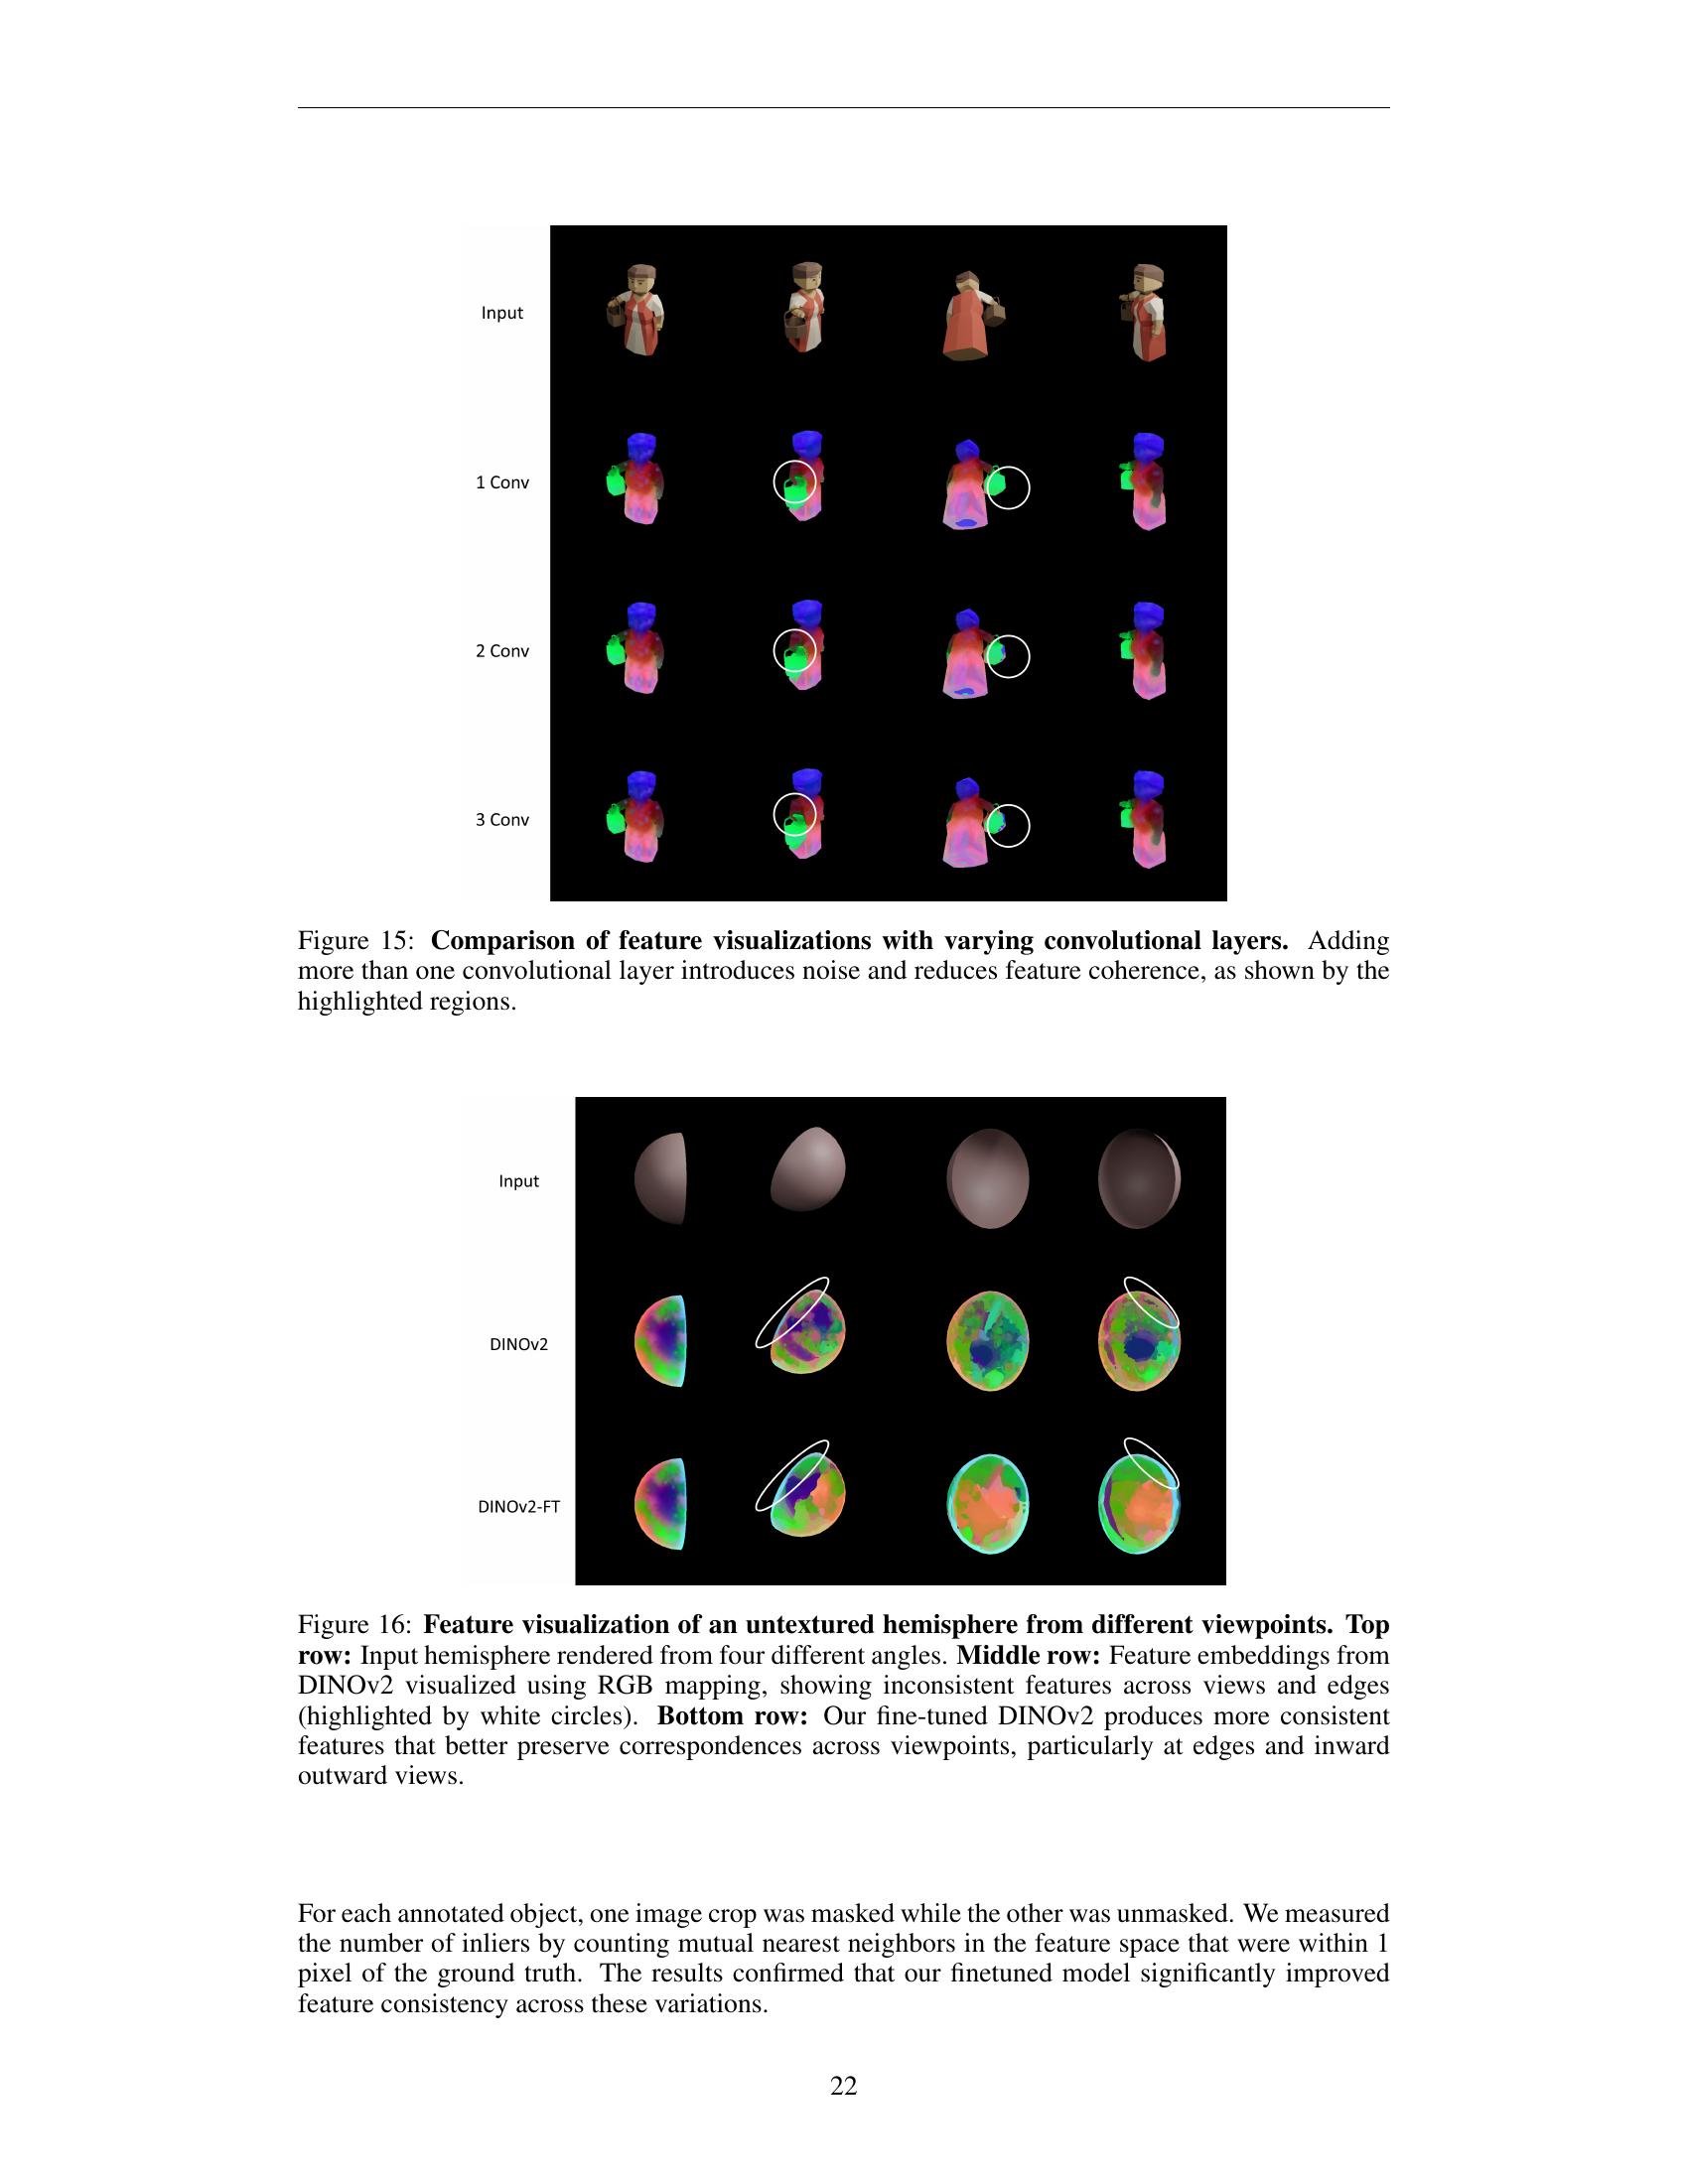 Input
1 Conv
2 Conv
3 Conv
Figure 15: Comparison of feature visualizations with varying convolutional layers. Adding
more than one convolutional layer introduces noise and reduces feature coherence, as shown by the
highlighted regions.
Input
DINOv2
DINOv2-FT
Figure 16: Feature visualization of an untextured hemisphere from different viewpoints. Top
row: Input hemisphere rendered from four different angles. Middle row: Feature embeddings from
DINOv2 visualized using RGB mapping, showing inconsistent features across views and edges
(highlighted by white circles). Bottom row: Our fine-tuned DINOv2 produces more consistent
features that better preserve correspondences across viewpoints, particularly at edges and inward
outward views.
For each annotated object, one image crop was masked while the other was unmasked. We measured
the number of inliers by counting mutual nearest neighbors in the feature space that were within 1
pixel of the ground truth. The results confirmed that our finetuned model significantly improved
feature consistency across these variations.
22